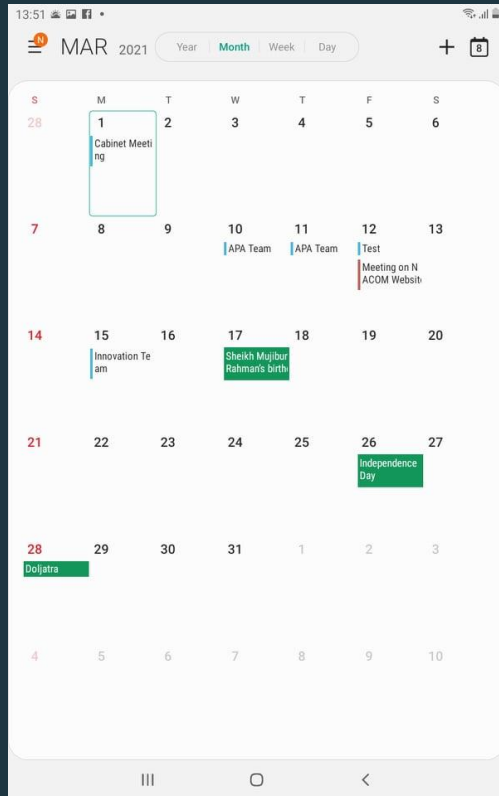 13:51
N
MAR 2021 Year Month Week Day + 8
S M T W T F S
28 1 2 3 4 5 6
Cabinet Meeti
ng
7 8 9 10 11 12 13
APA Team APA Team Test
Meeting on N
ACOM Website
14 15 16 17 18 19 20
Innovation Te
am
Sheikh Mujibur
Rahman's birth
21 22 23 24 25 26 27
Independence
Day
28 29 30 31 1 2 3
Doljatra
4 5 6 7 8 9 10